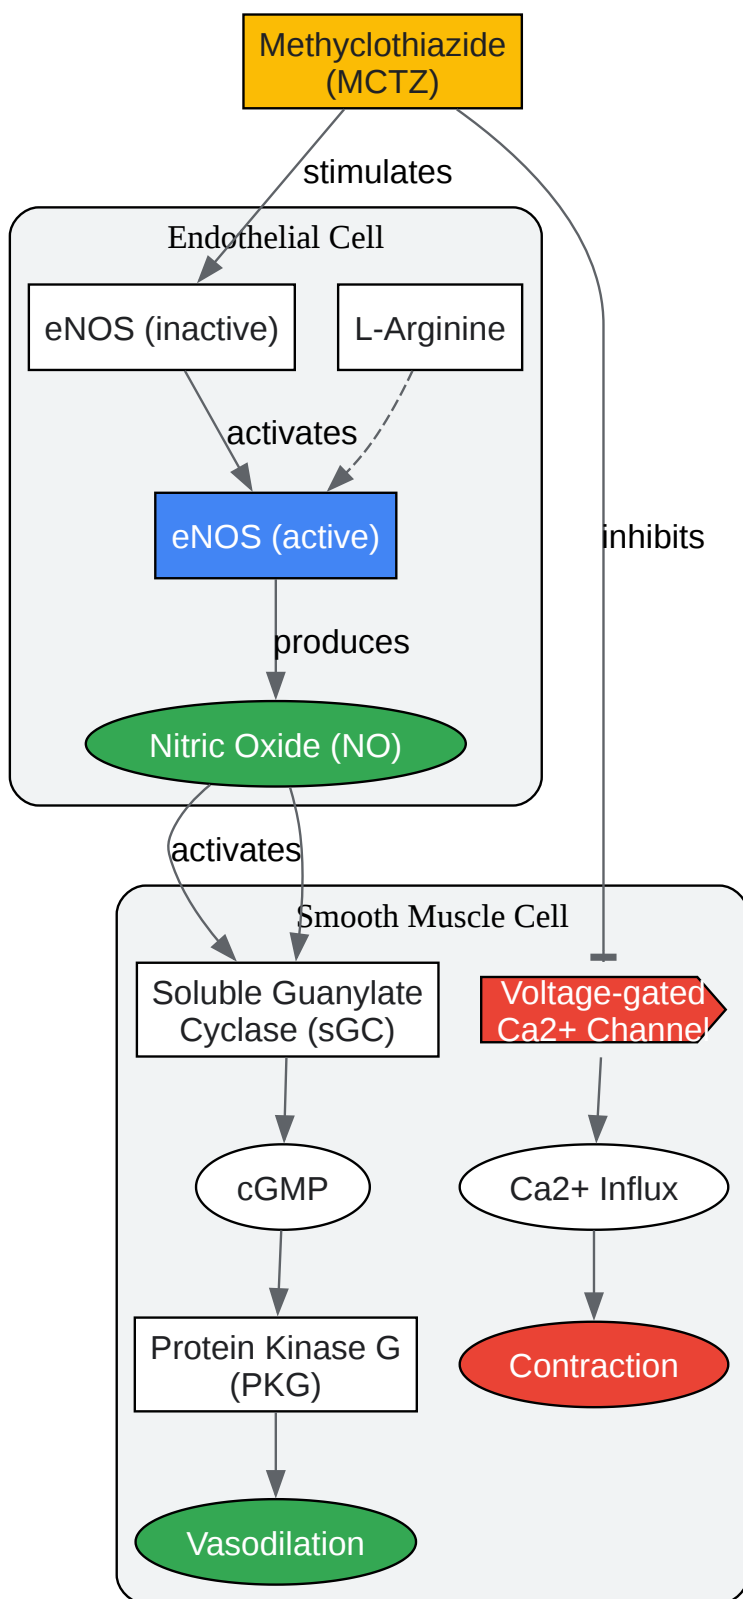 Methyclothiazide
(MCTZ)
stimulates
Endothelial Cell
eNOS (inactive)
L-Arginine
activates
eNOS (active)
inhibits
produces
Nitric Oxide (NO)
activates
Smooth Muscle Cell
Soluble Guanylate
Cyclase (sGC)
Voltage-gated
Ca2+ Channel
cGMP
Ca2+ Influx
Protein Kinase G
(PKG)
Contraction
Vasodilation